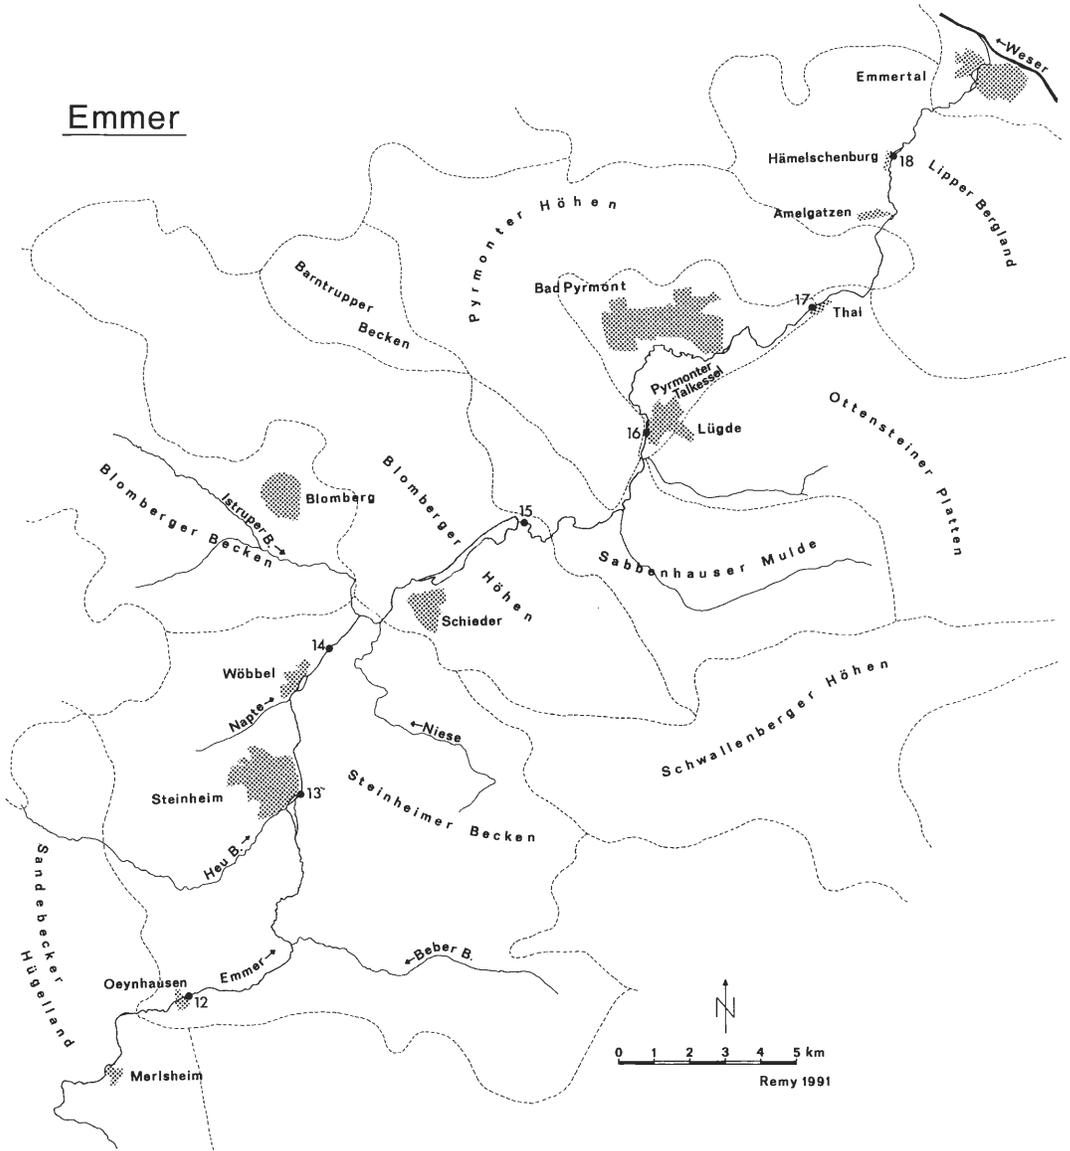 ←Weser
Emmertal
Emmer
Hämelschenburg
18
Lipper Bergland
Amelgatzen
Pyrmonter Höhen
Barntrupper
Becken
Bad Pyrmont
17
Thal
Pyrmonter
Talkessel
16
Lügde
Ottensteiner Platten
Blomberger Becken
Istruper B.→
Blomberg
Blomberger
Höhen
15
Sabbenhauser Mulde
Schieder
14
Wöbbel
Napte→
←Niese
Schwallenberger Höhen
Steinheim
13
Steinheimer Becken
Heu B.→
Sandebecker
Hügelland
Emmer→
←Beber B.
Oeynhausen
12
Merlsheim
N
0 1 2 3 4 5 km
Remy 1991